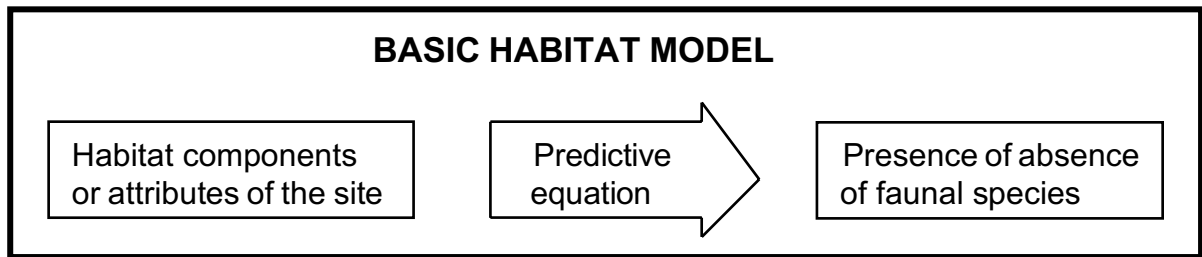 BASIC HABITAT MODEL
Habitat components
or attributes of the site
Predictive
equation
Presence of absence
of faunal species